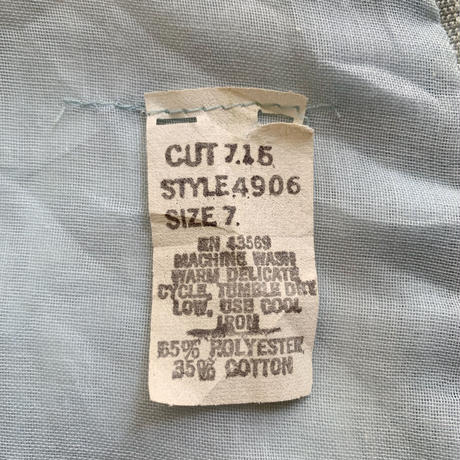 CUT 7.15
STYLE 4906
SIZE 7.
RN 43569
MACHINE WASH
WARM DELICATE
CYCLE, TUMBLE DRY
LOW, USE COOL
IRON
65% POLYESTER
35% COTTON